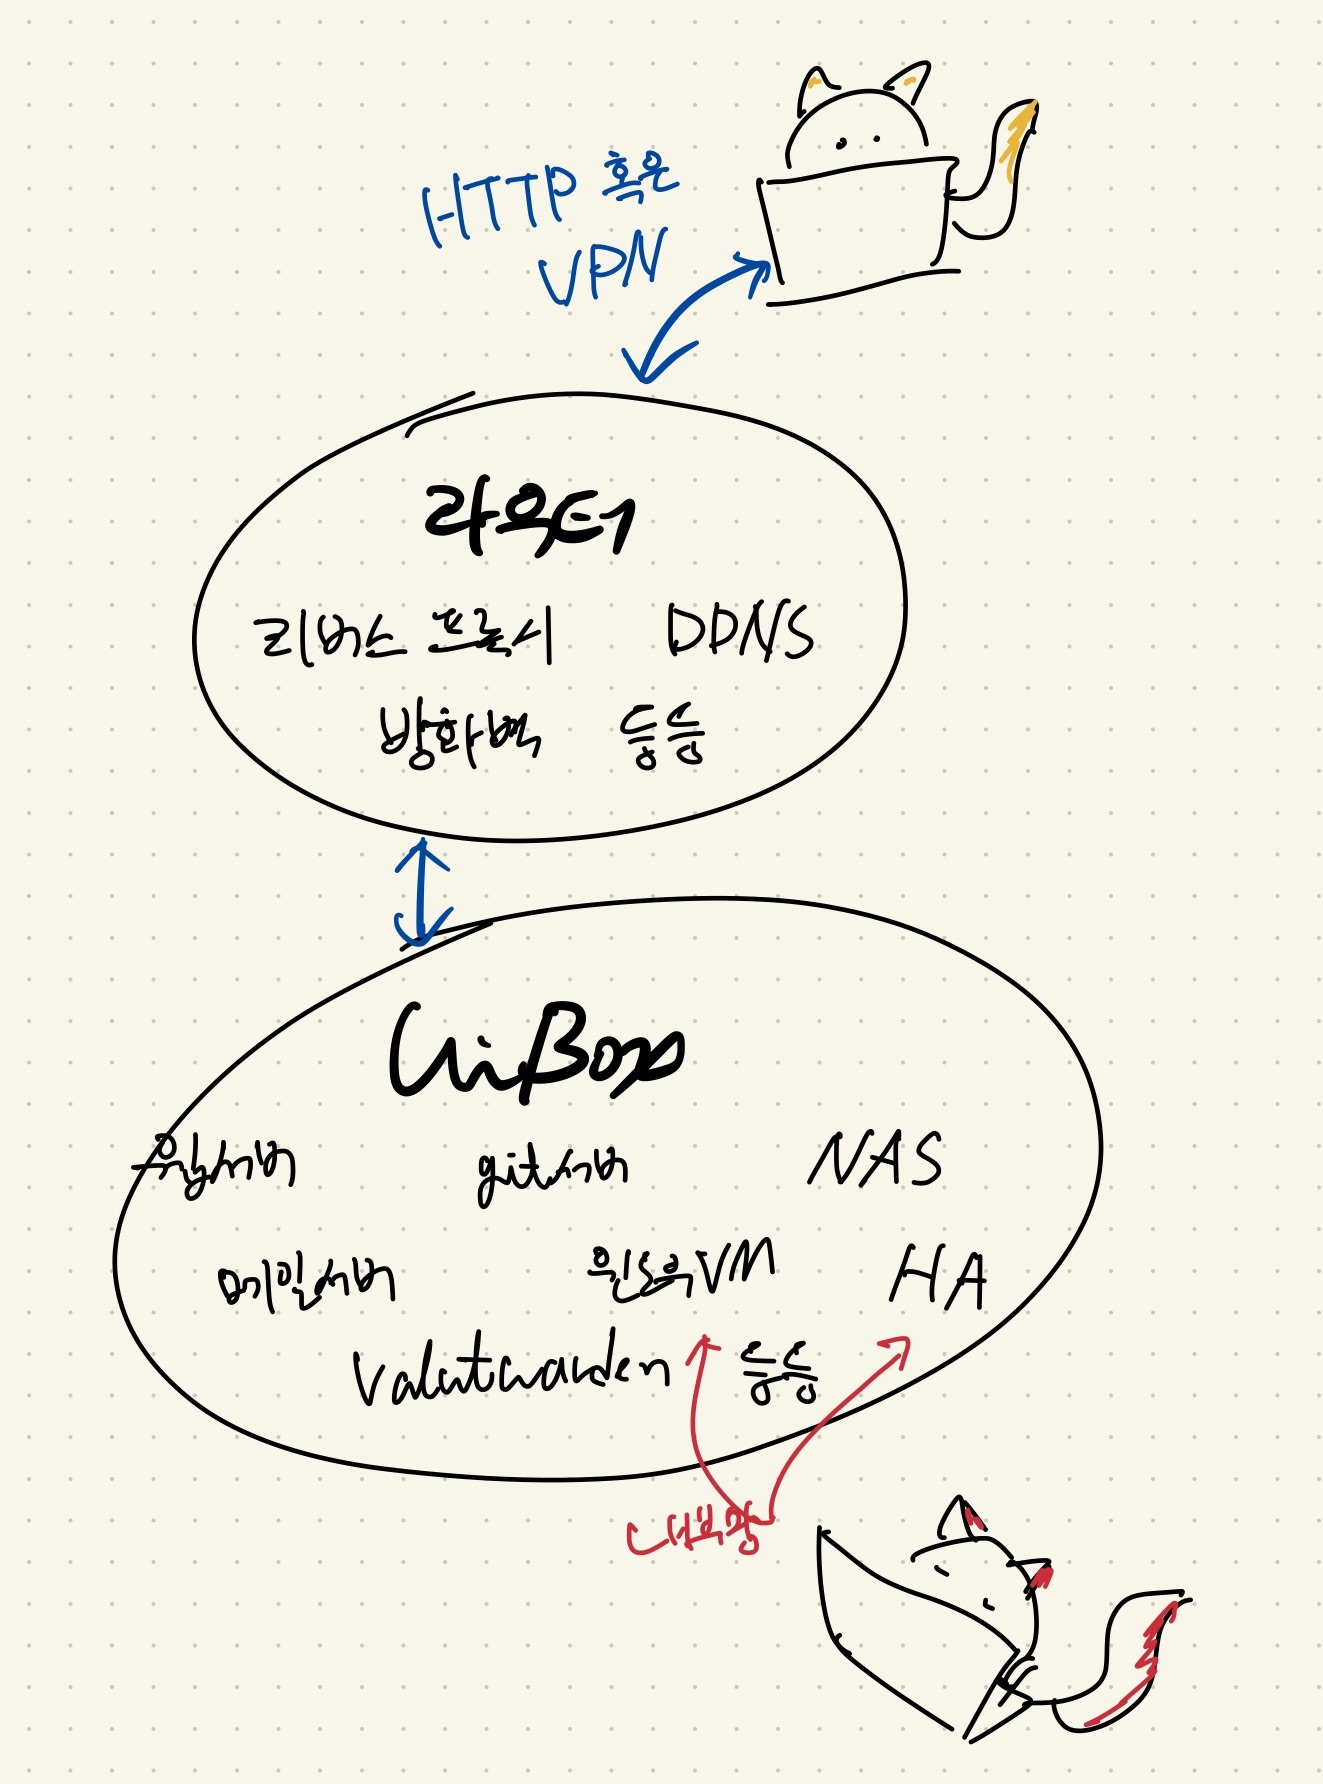 HTTP 혹은
VPN
라우터
리버스 프록시 DDNS
방화벽 등등
UiBox
웹서버 git서버 NAS
메일서버 윈도우VM HA
Valutwarden 등등
내부망